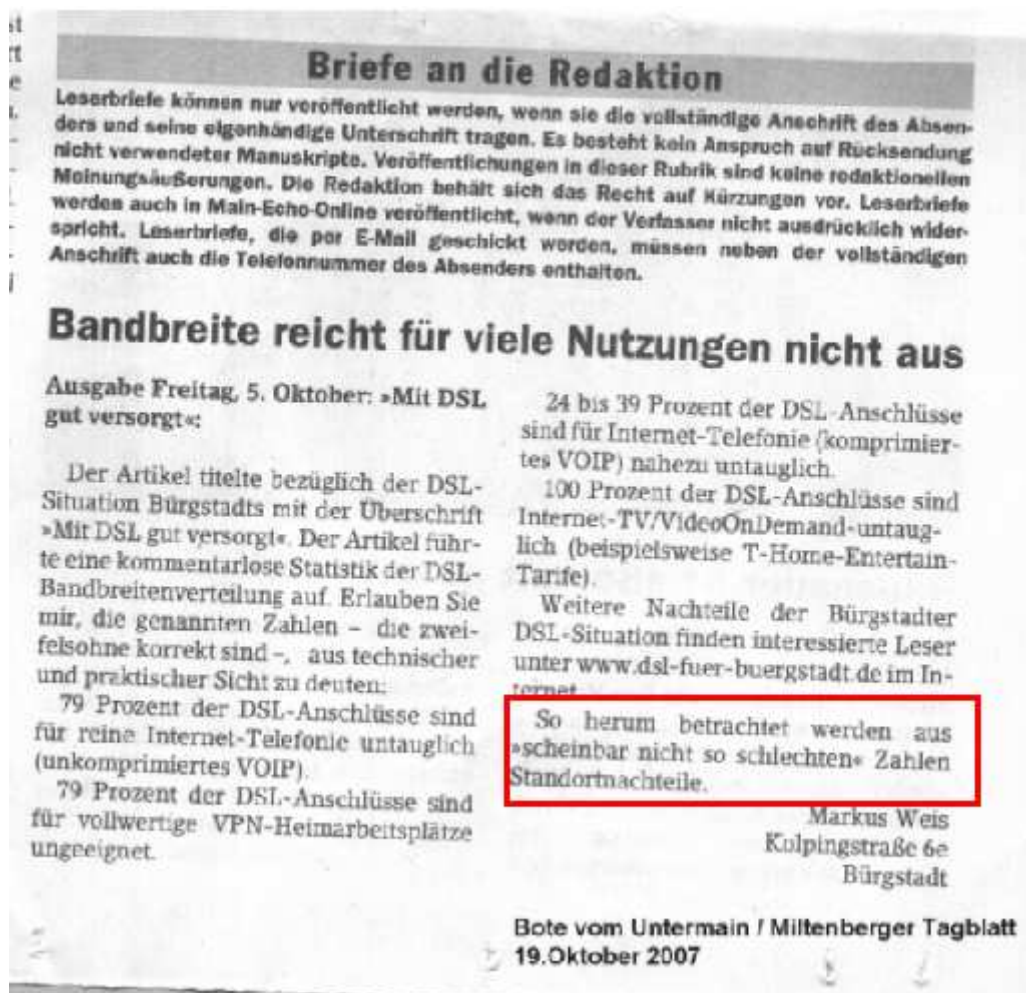 Briefe an die Redaktion
Leserbriefe können nur veröffentlicht werden, wenn sie die vollständige Anschrift des Absen-
ders und seine eigenhändige Unterschrift tragen. Es besteht kein Anspruch auf Rücksendung
nicht verwendeter Manuskripte. Veröffentlichungen in dieser Rubrik sind keine redaktionellen
Meinungsäußerungen. Die Redaktion behält sich das Recht auf Kürzungen vor. Leserbriefe
werden auch in Main-Echo-Online veröffentlicht, wenn der Verfasser nicht ausdrücklich wider-
spricht. Leserbriefe, die per E-Mail geschickt werden, müssen neben der vollständigen
Anschrift auch die Telefonnummer des Absenders enthalten.
Bandbreite reicht für viele Nutzungen nicht aus
Ausgabe Freitag, 5. Oktober: »Mit DSL
gut versorgt«:
Der Artikel titelte bezüglich der DSL-
Situation Bürgstadts mit der Überschrift
»Mit DSL gut versorgt«. Der Artikel führ-
te eine kommentarlose Statistik der DSL-
Bandbreitenverteilung auf. Erlauben Sie
mir, die genannten Zahlen – die zwei-
felsohne korrekt sind –, aus technischer
und praktischer Sicht zu deuten:
79 Prozent der DSL-Anschlüsse sind
für reine Internet-Telefonie untauglich
(unkomprimiertes VOIP).
79 Prozent der DSL-Anschlüsse sind
für vollwertige VPN-Heimarbeitsplätze
ungeeignet.
24 bis 39 Prozent der DSL-Anschlüsse
sind für Internet-Telefonie (komprimier-
tes VOIP) nahezu untauglich.
100 Prozent der DSL-Anschlüsse sind
Internet-TV/VideoOnDemand-untaug-
lich (beispielsweise T-Home-Entertain-
Tarife).
Weitere Nachteile der Bürgstadter
DSL-Situation finden interessierte Leser
unter www.dsl-fuer-buergstadt.de im In-
ternet.
So herum betrachtet werden aus
»scheinbar nicht so schlechten« Zahlen
Standortnachteile.
Markus Weis
Kolpingstraße 6e
Bürgstadt
Bote vom Untermain / Miltenberger Tagblatt
19.Oktober 2007